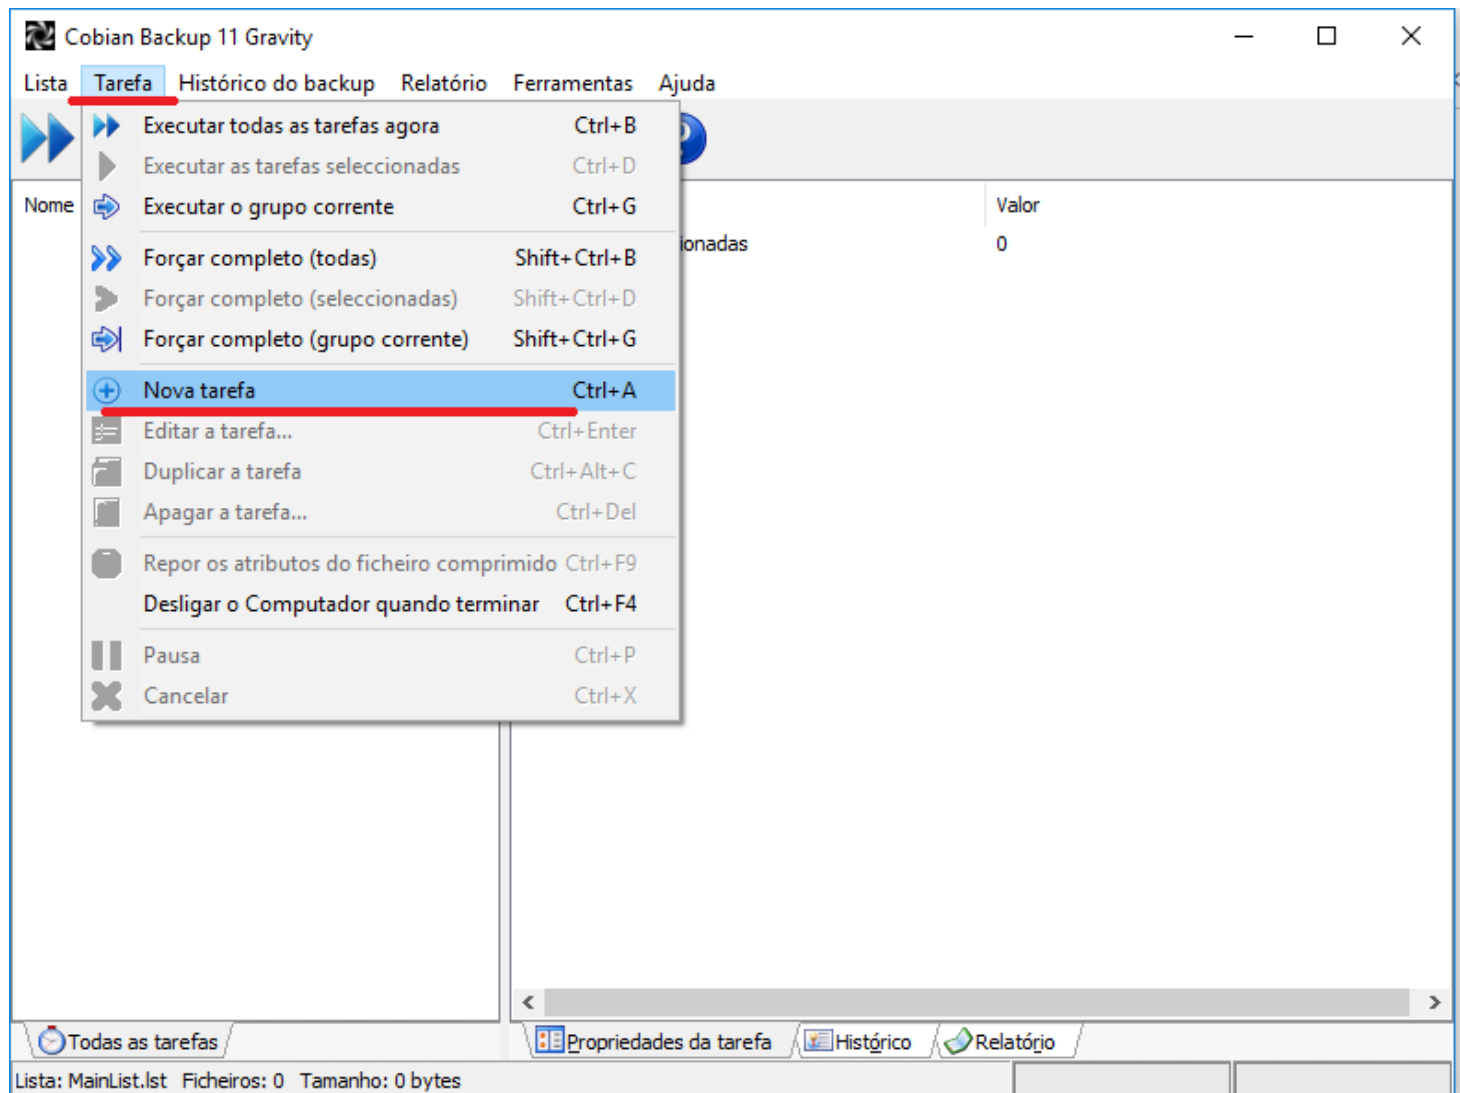 Cobian Backup 11 Gravity
Lista Tarefa Histórico do backup Relatório Ferramentas Ajuda
Executar todas as tarefas agora Ctrl+B
Executar as tarefas seleccionadas Ctrl+D
Executar o grupo corrente Ctrl+G
Forçar completo (todas) Shift+Ctrl+B
Forçar completo (seleccionadas) Shift+Ctrl+D
Forçar completo (grupo corrente) Shift+Ctrl+G
Nova tarefa Ctrl+A
Editar a tarefa... Ctrl+Enter
Duplicar a tarefa Ctrl+Alt+C
Apagar a tarefa... Ctrl+Del
Repor os atributos do ficheiro comprimido Ctrl+F9
Desligar o Computador quando terminar Ctrl+F4
Pausa Ctrl+P
Cancelar Ctrl+X
Nome
Valor
ionadas 0
Todas as tarefas
Propriedades da tarefa Histórico Relatório
Lista: MainList.lst Ficheiros: 0 Tamanho: 0 bytes